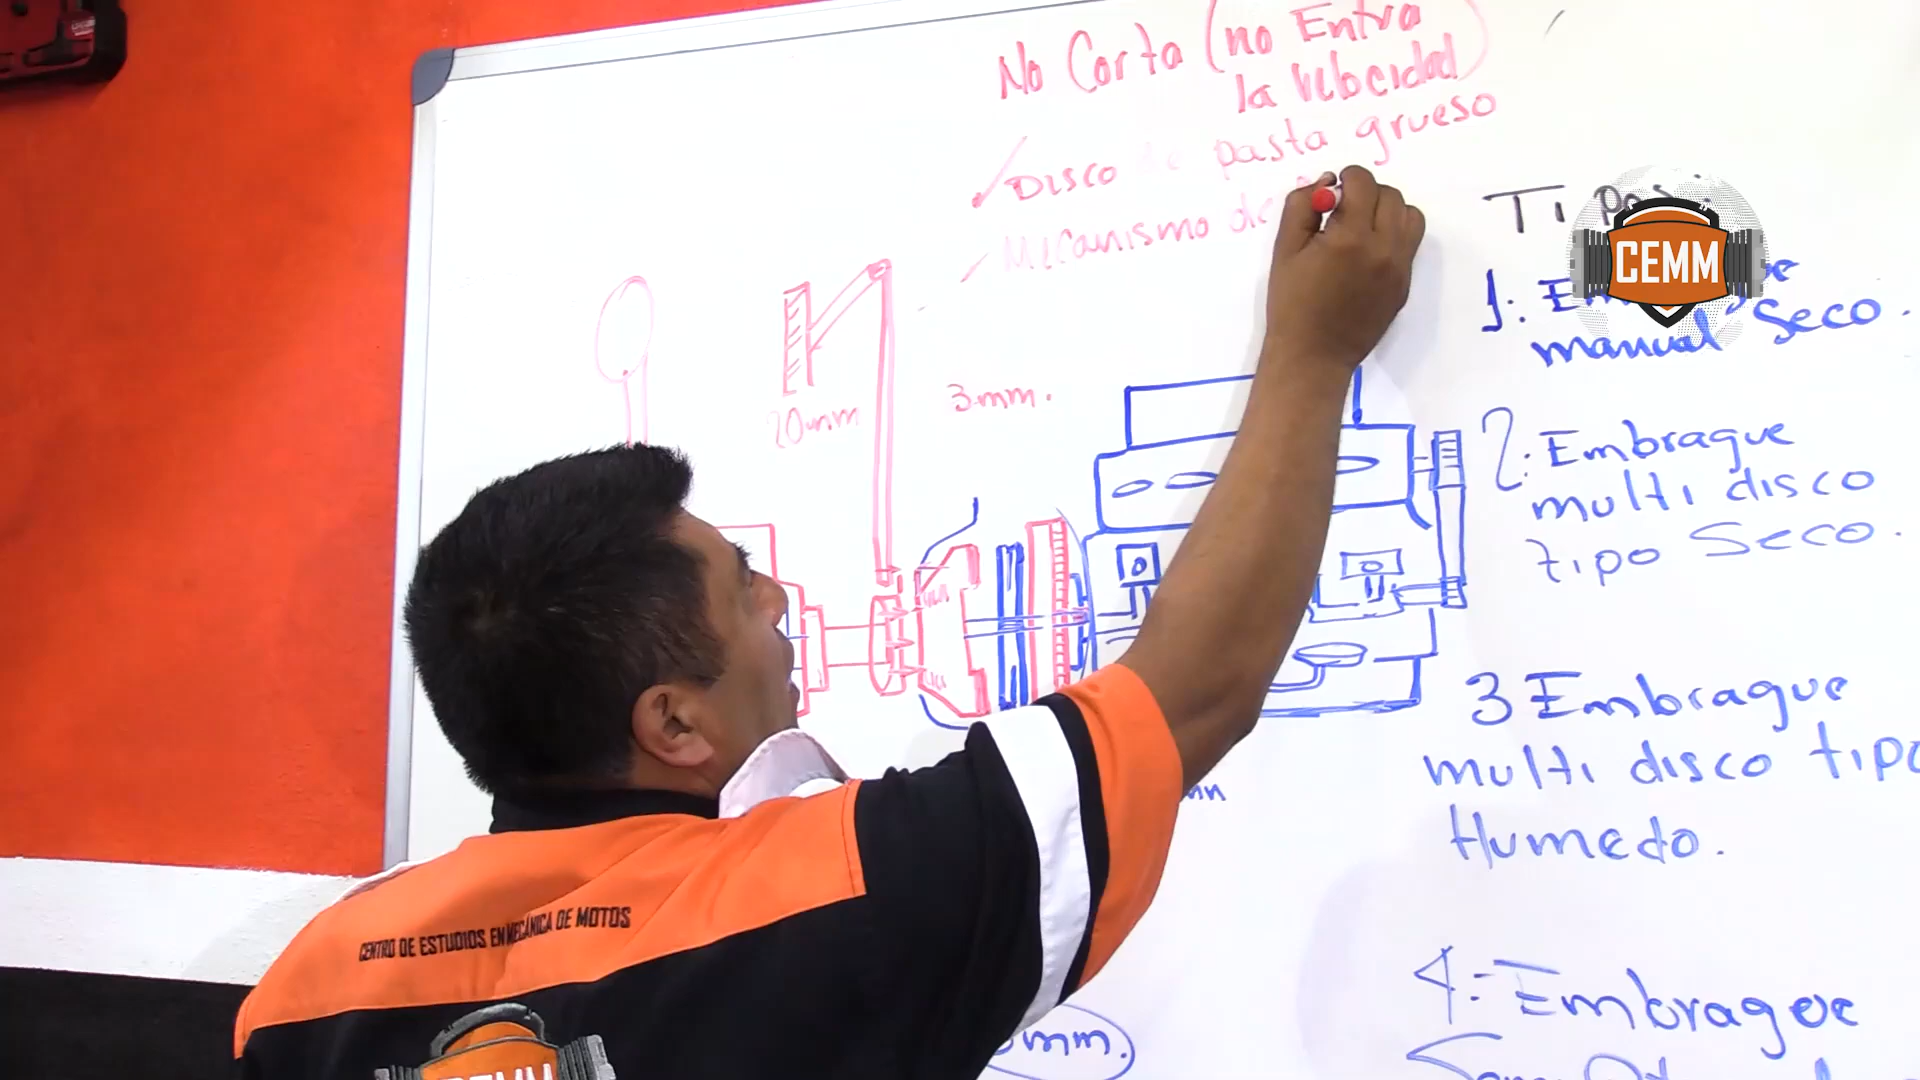 No Corta (no Entra
la velocidad)
Disco de pasta grueso
Mecanismo de
20mm
3mm.
Tipos:
CEMM
1: Embrague
manual Seco.
2: Embrague
multi disco
tipo Seco.
3 Embrague
multi disco tipo
Humedo.
4: Embrague
mm.
CENTRO DE ESTUDIOS EN MECÁNICA DE MOTOS
CEMM